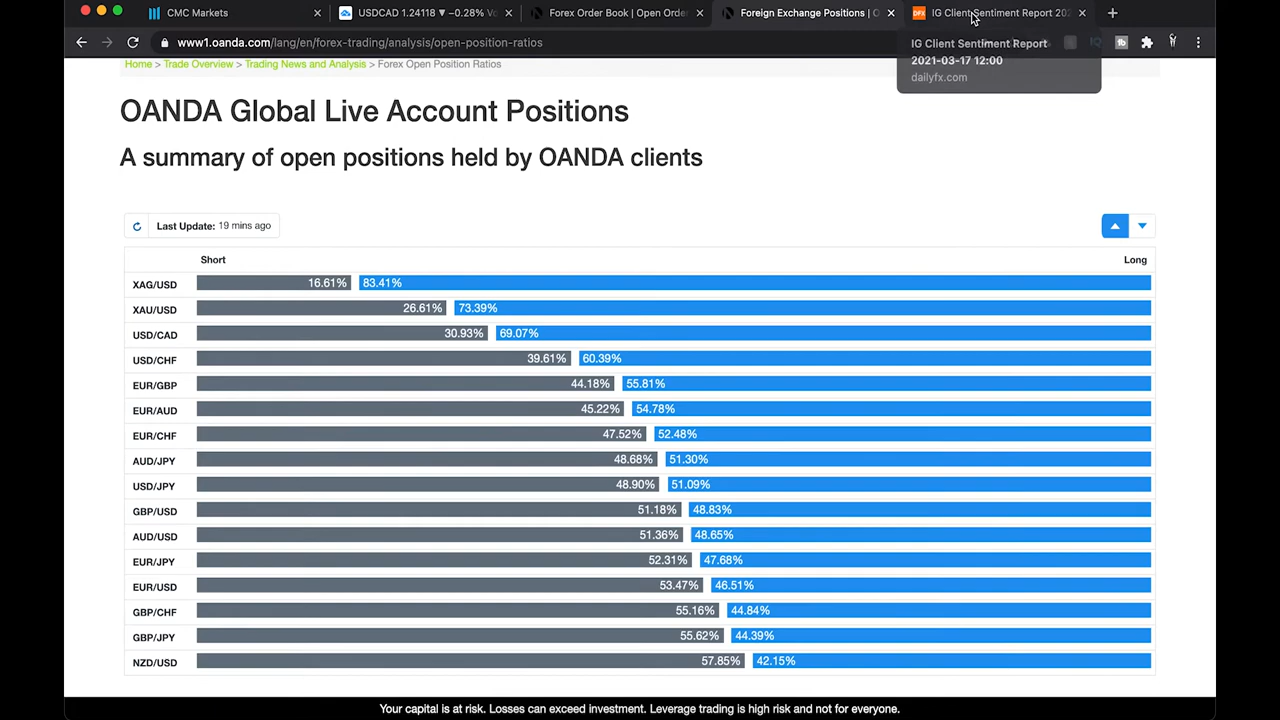 CMC Markets
USDCAD 1.24118 ▼ −0.28%
Forex Order Book | Open Order
Foreign Exchange Positions | O
IG Client Sentiment Report 202
www1.oanda.com/lang/en/forex-trading/analysis/open-position-ratios
IG Client Sentiment Report
2021-03-17 12:00
dailyfx.com
Home > Trade Overview > Trading News and Analysis > Forex Open Position Ratios
OANDA Global Live Account Positions
A summary of open positions held by OANDA clients
Last Update: 19 mins ago
Short Long
XAG/USD 16.61% 83.41%
XAU/USD 26.61% 73.39%
USD/CAD 30.93% 69.07%
USD/CHF 39.61% 60.39%
EUR/GBP 44.18% 55.81%
EUR/AUD 45.22% 54.78%
EUR/CHF 47.52% 52.48%
AUD/JPY 48.68% 51.30%
USD/JPY 48.90% 51.09%
GBP/USD 51.18% 48.83%
AUD/USD 51.36% 48.65%
EUR/JPY 52.31% 47.68%
EUR/USD 53.47% 46.51%
GBP/CHF 55.16% 44.84%
GBP/JPY 55.62% 44.39%
NZD/USD 57.85% 42.15%
Your capital is at risk. Losses can exceed investment. Leverage trading is high risk and not for everyone.